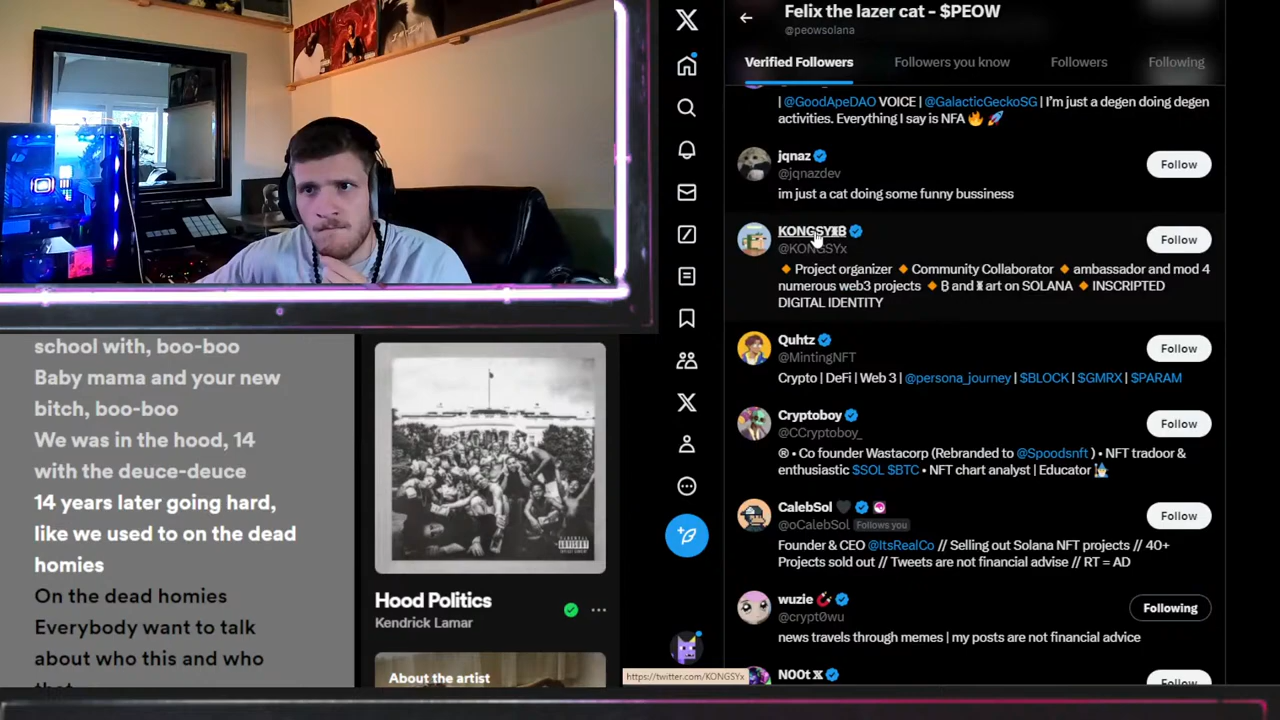 Felix the lazer cat - $PEOW
@peowsolana
Verified Followers
Followers you know
Followers
Following
| @GoodApeDAO VOICE | @GalacticGeckoSG | I'm just a degen doing degen
activities. Everything I say is NFA 🔥 🚀
jqnaz
@jqnazdev
Follow
im just a cat doing some funny bussiness
@KONGSYx
Follow
🔸Project organizer 🔸Community Collaborator 🔸ambassador and mod 4
numerous web3 projects 🔸₿ and art on SOLANA 🔸INSCRIPTED
DIGITAL IDENTITY
Quhtz
@MintingNFT
Follow
Crypto | DeFi | Web 3 | @persona_journey | $BLOCK | $GMRX | $PARAM
Cryptoboy
@CCryptoboy_
Follow
® • Co founder Wastacorp (Rebranded to @Spoodsnft ) • NFT tradoor &
enthusiastic $SOL $BTC • NFT chart analyst | Educator
CalebSol 🖤
@oCalebSol Follows you
Follow
Founder & CEO @ItsRealCo // Selling out Solana NFT projects // 40+
Projects sold out // Tweets are not financial advise // RT = AD
wuzie
@crypt0wu
Following
news travels through memes | my posts are not financial advice
N00t 𝕏
Follow
https://twitter.com/KONGSYx
school with, boo-boo
Baby mama and your new
bitch, boo-boo
We was in the hood, 14
with the deuce-deuce
14 years later going hard,
like we used to on the dead
homies
On the dead homies
Everybody want to talk
about who this and who
that
PARENTAL
ADVISORY
EXPLICIT CONTENT
Hood Politics
Kendrick Lamar
About the artist